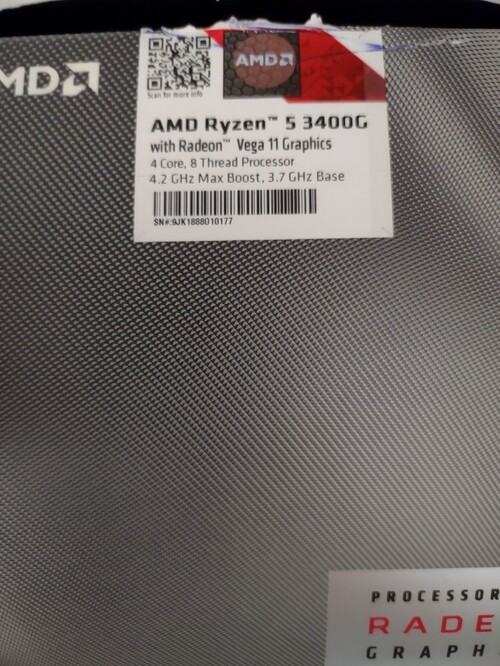 AMD
Scan for more info
AMD
AMD Ryzen™ 5 3400G
with Radeon™ Vega 11 Graphics
4 Core, 8 Thread Processor
4.2 GHz Max Boost, 3.7 GHz Base
SN#:9JK1888010177
PROCESSOR
RADE
GRAPH